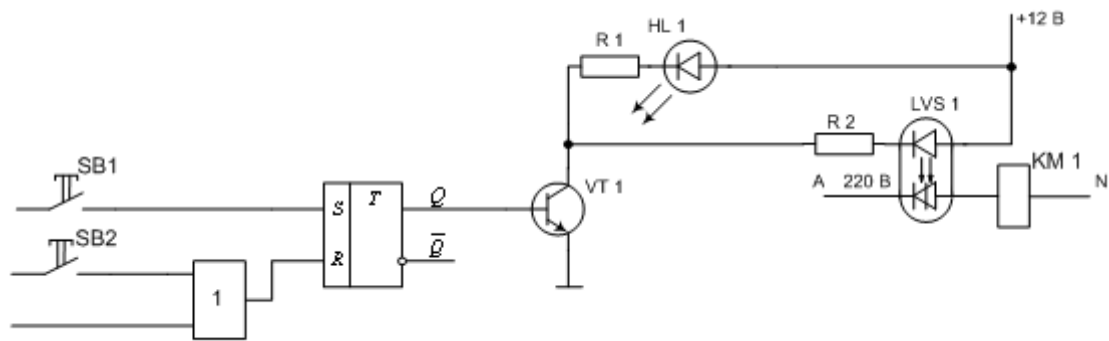 +12 В
HL 1
R 1
LVS 1
R 2
KM 1
SB1
VT 1
A 220 В
N
S T Q
SB2
R Q̅
1